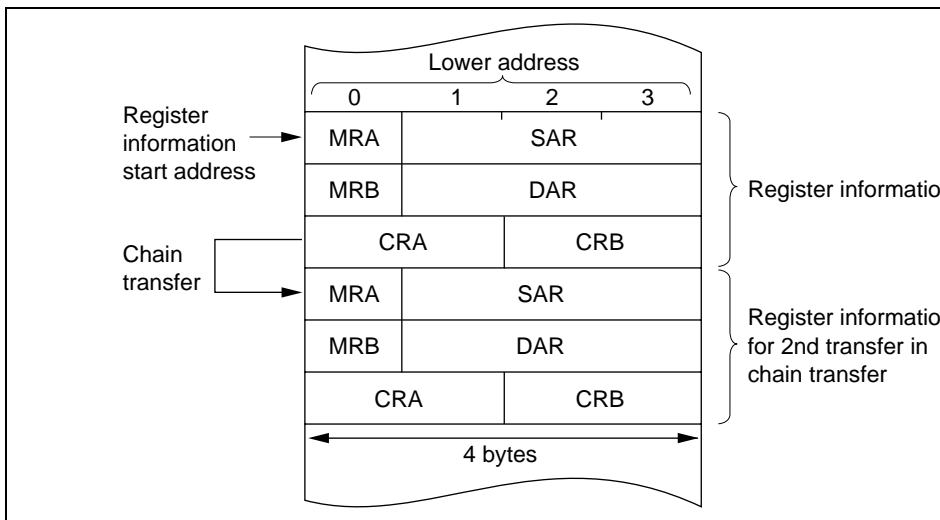 Lower address
0 1 2 3
Register
information
start address
MRA SAR
MRB DAR
Register informatio
CRA CRB
Chain
transfer
MRA SAR
MRB DAR
Register informatio
for 2nd transfer in
chain transfer
CRA CRB
4 bytes